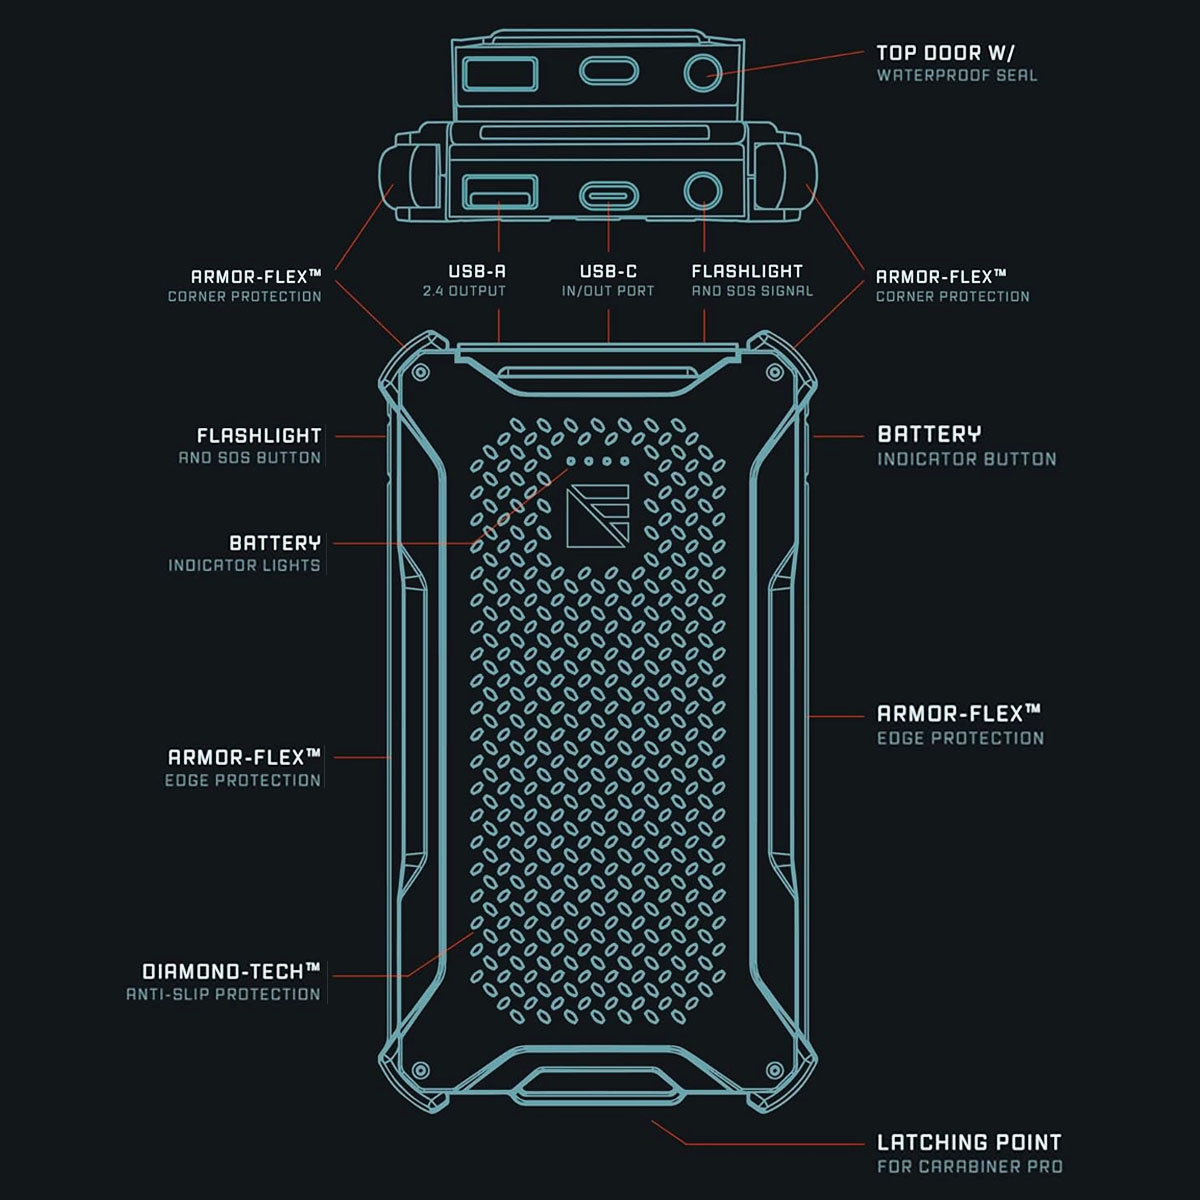 TOP DOOR W/
WATERPROOF SEAL
ARMOR-FLEX™
CORNER PROTECTION
USB-A
2.4 OUTPUT
USB-C
IN/OUT PORT
FLASHLIGHT
AND SOS SIGNAL
ARMOR-FLEX™
CORNER PROTECTION
FLASHLIGHT
AND SOS BUTTON
BATTERY
INDICATOR BUTTON
BATTERY
INDICATOR LIGHTS
ARMOR-FLEX™
EDGE PROTECTION
ARMOR-FLEX™
EDGE PROTECTION
DIAMOND-TECH™
ANTI-SLIP PROTECTION
LATCHING POINT
FOR CARABINER PRO